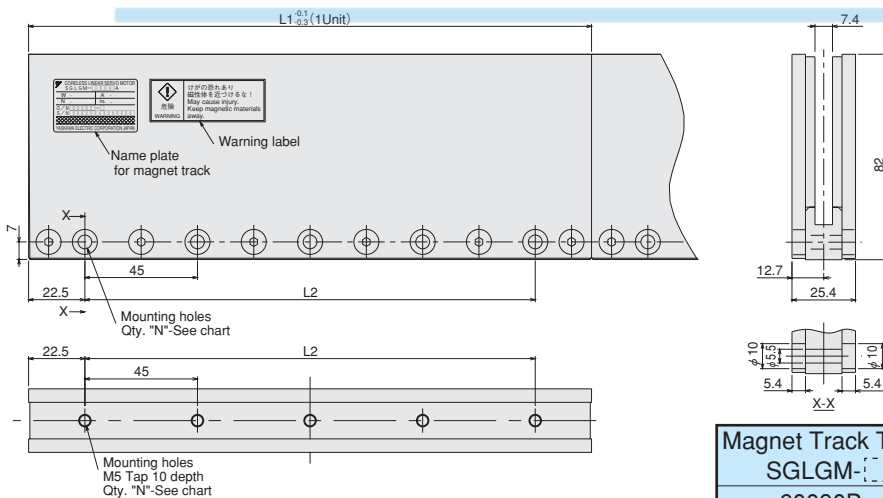 L1 -0.1 -0.3 (1Unit)
7.4
CORELESS LINEAR SERVO MOTOR
SGLGM-□□□□A
W - A -
N - Ins. -
O/N
S/N
YASKAWA ELECTRIC CORPORATION JAPAN
危険
WARNING
けがの恐れあり
磁性体を近づけるな!
May cause injury.
Keep magnetic materials
away.
Name plate
for magnet track
Warning label
82
7
X
45
12.7
22.5
L2
25.4
X
Mounting holes
Qty. "N"-See chart
22.5
L2
φ10
φ5.5
φ10
45
5.4
5.4
X-X
Mounting holes
M5 Tap 10 depth
Qty. "N"-See chart
Magnet Track
SGLGM-